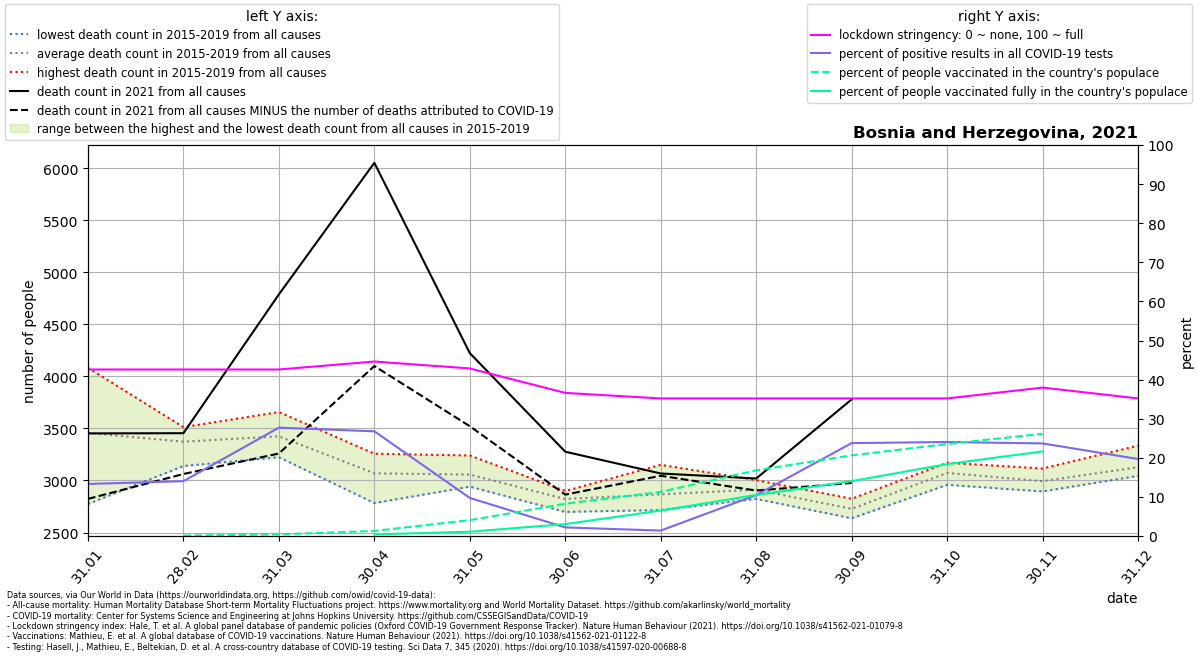 left Y axis:
lowest death count in 2015-2019 from all causes
average death count in 2015-2019 from all causes
highest death count in 2015-2019 from all causes
death count in 2021 from all causes
death count in 2021 from all causes MINUS the number of deaths attributed to COVID-19
range between the highest and the lowest death count from all causes in 2015-2019
right Y axis:
lockdown stringency: 0 ~ none, 100 ~ full
percent of positive results in all COVID-19 tests
percent of people vaccinated in the country's populace
percent of people vaccinated fully in the country's populace
Bosnia and Herzegovina, 2021
number of people
6000
5500
5000
4500
4000
3500
3000
2500
100
90
80
70
60
50
40
30
20
10
0
percent
31.01
28.02
31.03
30.04
31.05
30.06
31.07
31.08
30.09
31.10
30.11
31.12
date
Data sources, via Our World in Data (https://ourworldindata.org, https://github.com/owid/covid-19-data):
- All-cause mortality: Human Mortality Database Short-term Mortality Fluctuations project. https://www.mortality.org and World Mortality Dataset. https://github.com/akarlinsky/world_mortality
- COVID-19 mortality: Center for Systems Science and Engineering at Johns Hopkins University. https://github.com/CSSEGISandData/COVID-19
- Lockdown stringency index: Hale, T. et al. A global panel database of pandemic policies (Oxford COVID-19 Government Response Tracker). Nature Human Behaviour (2021). https://doi.org/10.1038/s41562-021-01079-8
- Vaccinations: Mathieu, E. et al. A global database of COVID-19 vaccinations. Nature Human Behaviour (2021). https://doi.org/10.1038/s41562-021-01122-8
- Testing: Hasell, J., Mathieu, E., Beltekian, D. et al. A cross-country database of COVID-19 testing. Sci Data 7, 345 (2020). https://doi.org/10.1038/s41597-020-00688-8